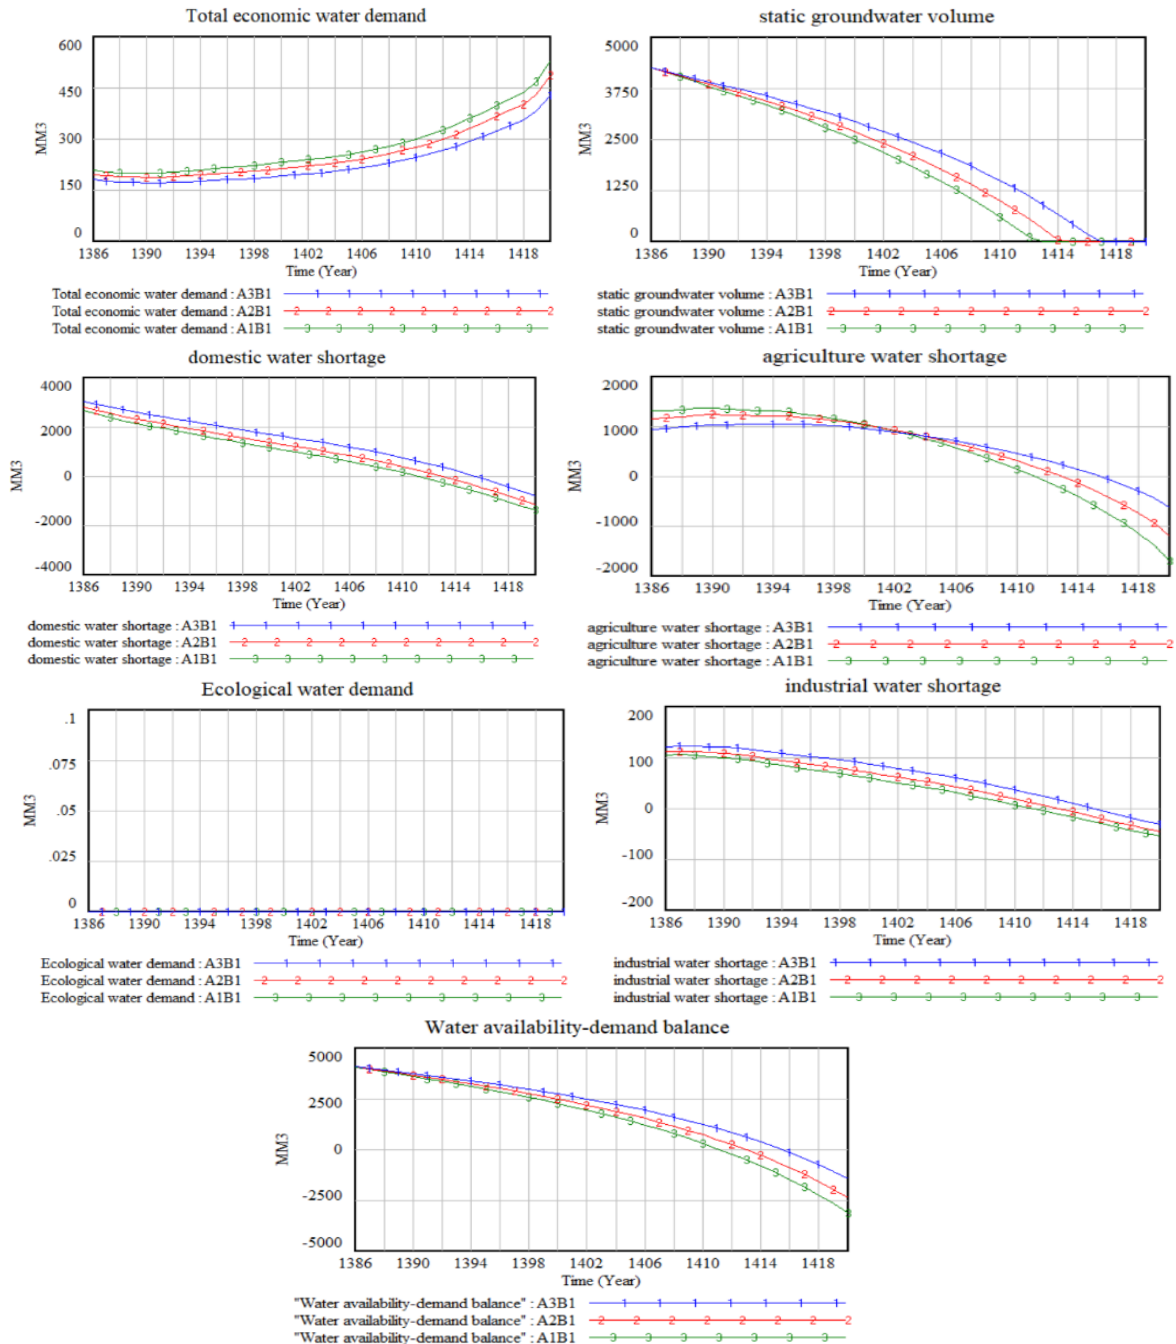 Total economic water demand
600
450
300
150
0
MM3
1386 1390 1394 1398 1402 1406 1410 1414 1418
Time (Year)
Total economic water demand : A3B1
Total economic water demand : A2B1
Total economic water demand : A1B1
static groundwater volume
5000
3750
2500
1250
0
MM3
1386 1390 1394 1398 1402 1406 1410 1414 1418
Time (Year)
static groundwater volume : A3B1
static groundwater volume : A2B1
static groundwater volume : A1B1
domestic water shortage
4000
2000
0
-2000
-4000
MM3
1386 1390 1394 1398 1402 1406 1410 1414 1418
Time (Year)
domestic water shortage : A3B1
domestic water shortage : A2B1
domestic water shortage : A1B1
agriculture water shortage
2000
1000
0
-1000
-2000
MM3
1386 1390 1394 1398 1402 1406 1410 1414 1418
Time (Year)
agriculture water shortage : A3B1
agriculture water shortage : A2B1
agriculture water shortage : A1B1
Ecological water demand
.1
.075
.05
.025
0
MM3
1386 1390 1394 1398 1402 1406 1410 1414 1418
Time (Year)
Ecological water demand : A3B1
Ecological water demand : A2B1
Ecological water demand : A1B1
industrial water shortage
200
100
0
-100
-200
MM3
1386 1390 1394 1398 1402 1406 1410 1414 1418
Time (Year)
industrial water shortage : A3B1
industrial water shortage : A2B1
industrial water shortage : A1B1
Water availability-demand balance
5000
2500
0
-2500
-5000
MM3
1386 1390 1394 1398 1402 1406 1410 1414 1418
Time (Year)
"Water availability-demand balance" : A3B1
"Water availability-demand balance" : A2B1
"Water availability-demand balance" : A1B1